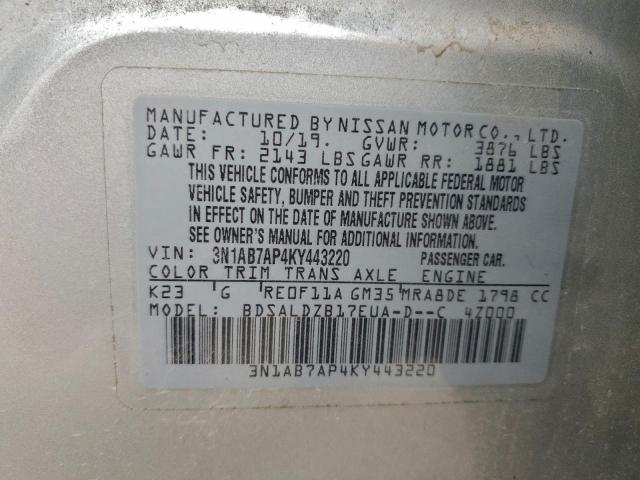 MANUFACTURED BY NISSAN MOTOR CO., LTD.
DATE: 10/19. GVWR: 3876 LBS
GAWR FR: 2143 LBS GAWR RR: 1881 LBS
THIS VEHICLE CONFORMS TO ALL APPLICABLE FEDERAL MOTOR
VEHICLE SAFETY, BUMPER AND THEFT PREVENTION STANDARDS
IN EFFECT ON THE DATE OF MANUFACTURE SHOWN ABOVE.
SEE OWNER'S MANUAL FOR ADDITIONAL INFORMATION.
VIN: 3N1AB7AP4KY443220 PASSENGER CAR.
COLOR TRIM TRANS AXLE ENGINE
K23 G RE0F11A GM35 MRA8DE 1798 CC
MODEL: BDSALDZB17EUA-D--C 4Z000
3N1AB7AP4KY443220